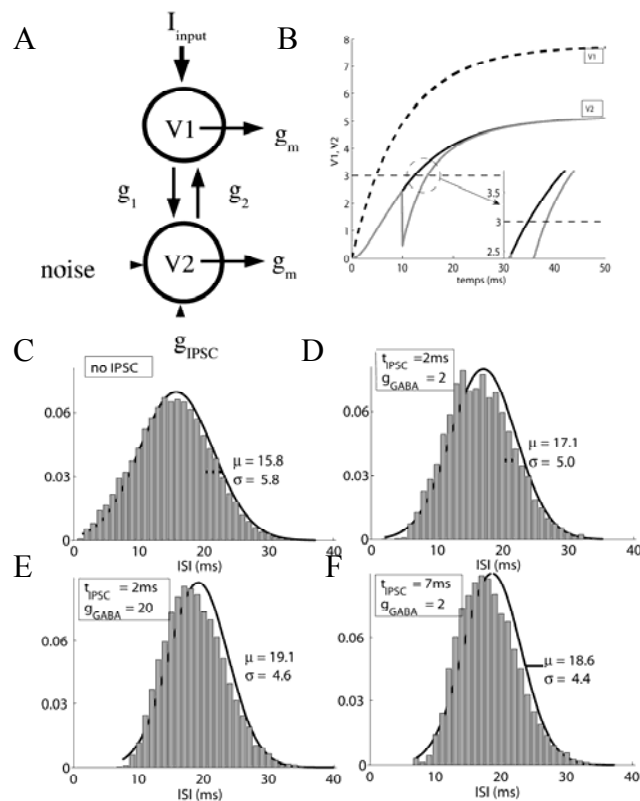 A
I_input
V1
g_m
g_1
g_2
noise
V2
g_m
g_IPSC
B
8
7
6
5
4
3
2
1
0
V1, V2
V1
V2
3.5
3
2.5
30
40
0
10
20
30
40
50
temps (ms)
C
no IPSC
0.06
0.03
0
μ = 15.8
σ = 5.8
0
10
20
30
40
ISI (ms)
D
t_IPSC = 2ms
g_GABA = 2
0.06
0.03
0
μ = 17.1
σ = 5.0
0
10
20
30
40
ISI (ms)
E
t_IPSC = 2ms
g_GABA = 20
0.06
0.03
0
μ = 19.1
σ = 4.6
0
10
20
30
40
ISI (ms)
F
t_IPSC = 7ms
g_GABA = 2
0.06
0.03
0
μ = 18.6
σ = 4.4
0
10
20
30
40
ISI (ms)